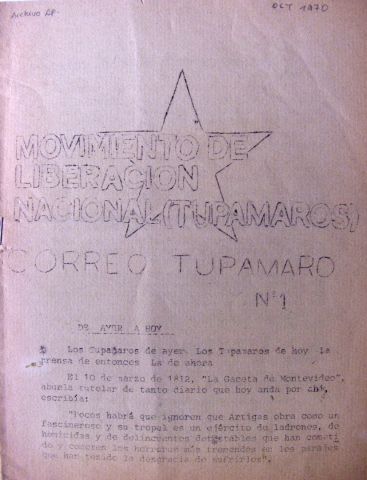 Archivo AP.
OCT 1970
MOVIMIENTO DE
LIBERACION
NACIONAL (TUPAMAROS)
CORREO TUPAMARO
Nº1
DE AYER A HOY
Los Tupamaros de ayer. Los Tupamaros de hoy la
prensa de entonces La de ahora
El 10 de marzo de 1812, "La Gaceta de Montevideo",
abuela tutelar de tanto diario que hoy anda por ahí,
escribía:
"Pocos habrá que ignoren que Artigas obra como un
fascineroso y su tropel es un ejército de ladrones, de
homicidas y de delincuentes detestables que han cometi
do y cometen los horrores más tremendos en los parajes
que han tenido la desgracia de sufrirlos".